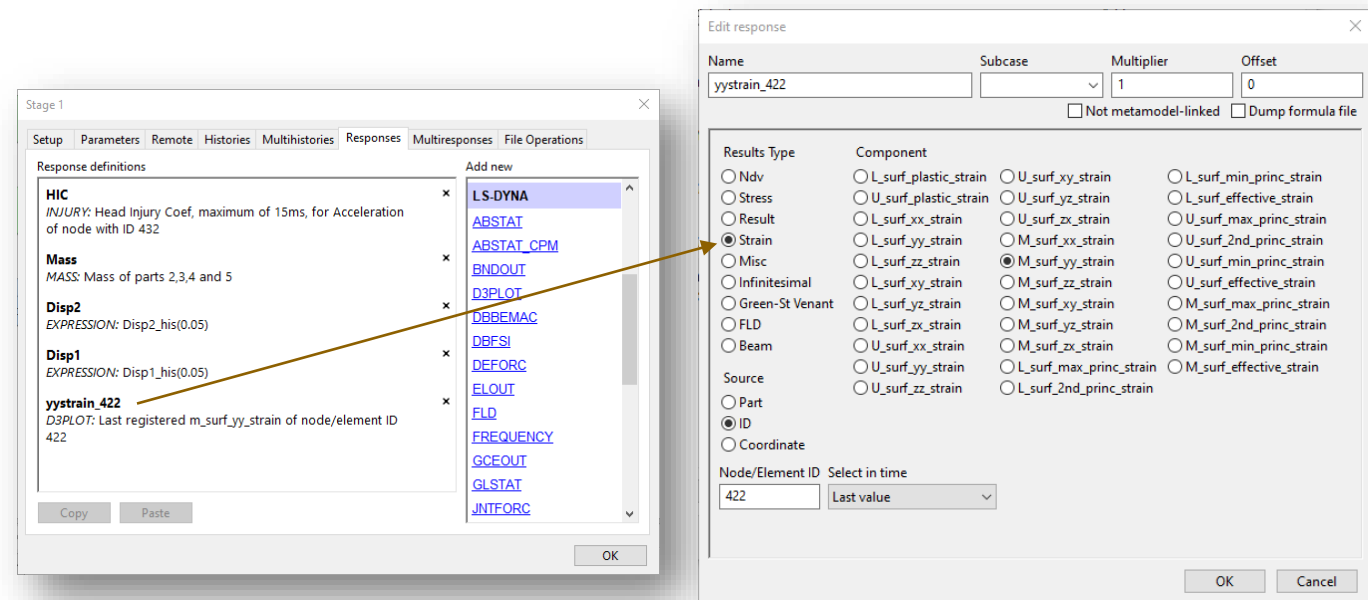 Stage 1
Setup Parameters Remote Histories Multihistories Responses Multiresponses File Operations
Response definitions
HIC
INJURY: Head Injury Coef, maximum of 15ms, for Acceleration
of node with ID 432
Mass
MASS: Mass of parts 2,3,4 and 5
Disp2
EXPRESSION: Disp2_his(0.05)
Disp1
EXPRESSION: Disp1_his(0.05)
yystrain_422
D3PLOT: Last registered m_surf_yy_strain of node/element ID
422
Copy Paste
Add new
LS-DYNA
ABSTAT
ABSTAT_CPM
BNDOUT
D3PLOT
DBBEMAC
DBFSI
DEFORC
ELOUT
FLD
FREQUENCY
GCEOUT
GLSTAT
JNTFORC
OK
Edit response
Name Subcase Multiplier Offset
yystrain_422 1 0
Not metamodel-linked Dump formula file
Results Type
Ndv
Stress
Result
Strain
Misc
Infinitesimal
Green-St Venant
FLD
Beam
Component
L_surf_plastic_strain
U_surf_plastic_strain
L_surf_xx_strain
L_surf_yy_strain
L_surf_zz_strain
L_surf_xy_strain
L_surf_yz_strain
L_surf_zx_strain
U_surf_xx_strain
U_surf_yy_strain
U_surf_zz_strain
U_surf_xy_strain
U_surf_yz_strain
U_surf_zx_strain
M_surf_xx_strain
M_surf_yy_strain
M_surf_zz_strain
M_surf_xy_strain
M_surf_yz_strain
M_surf_zx_strain
L_surf_max_princ_strain
L_surf_2nd_princ_strain
L_surf_min_princ_strain
L_surf_effective_strain
U_surf_max_princ_strain
U_surf_2nd_princ_strain
U_surf_min_princ_strain
U_surf_effective_strain
M_surf_max_princ_strain
M_surf_2nd_princ_strain
M_surf_min_princ_strain
M_surf_effective_strain
Source
Part
ID
Coordinate
Node/Element ID Select in time
422 Last value
OK Cancel